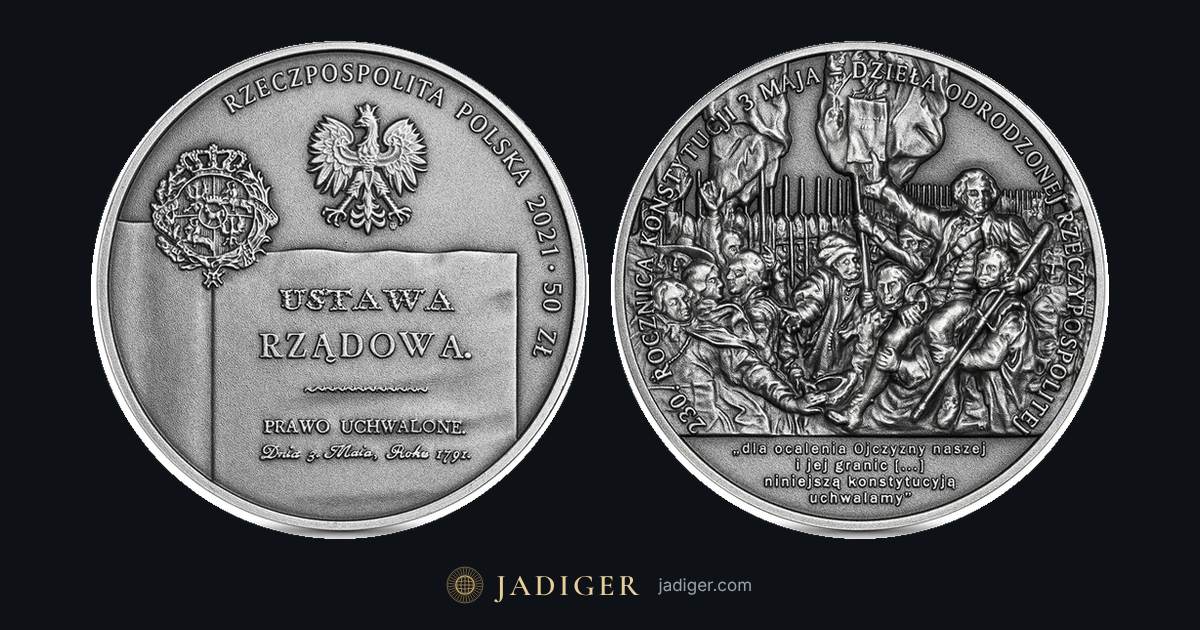 RZECZPOSPOLITA POLSKA 2021 · 50 ZŁ
USTAWA
RZĄDOWA.
PRAWO UCHWALONE.
Dnia 3. Maia, Roku 1791.
230. ROCZNICA KONSTYTUCJI 3 MAJA – DZIEŁA ODRODZONEJ RZECZYPOSPOLITEJ
„dla ocalenia Ojczyzny naszej
i jej granic [...]
niniejszą konstytucyją
uchwalamy”
JADIGER
jadiger.com